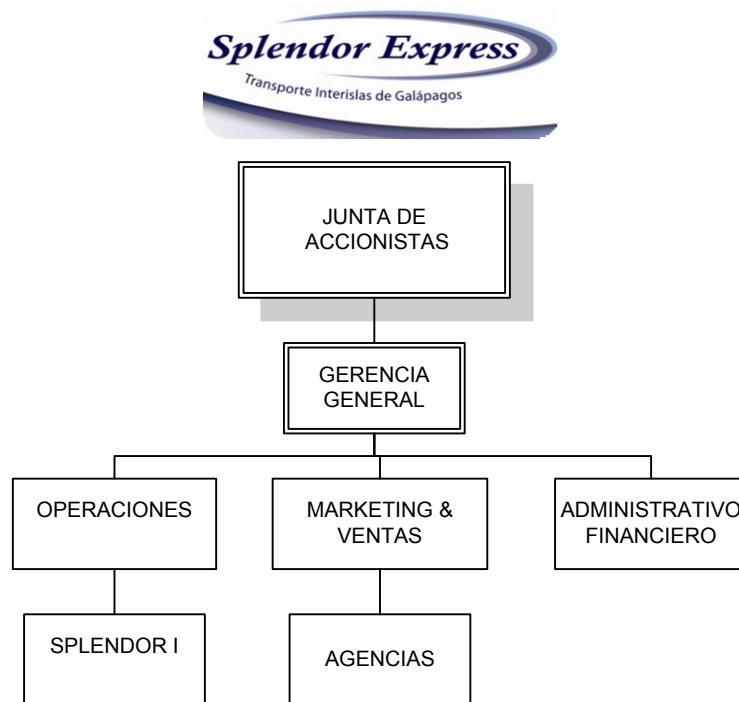 Splendor Express
Transporte Interislas de Galápagos
JUNTA DE
ACCIONISTAS
GERENCIA
GENERAL
OPERACIONES
MARKETING &
VENTAS
ADMINISTRATIVO
FINANCIERO
SPLENDOR I
AGENCIAS